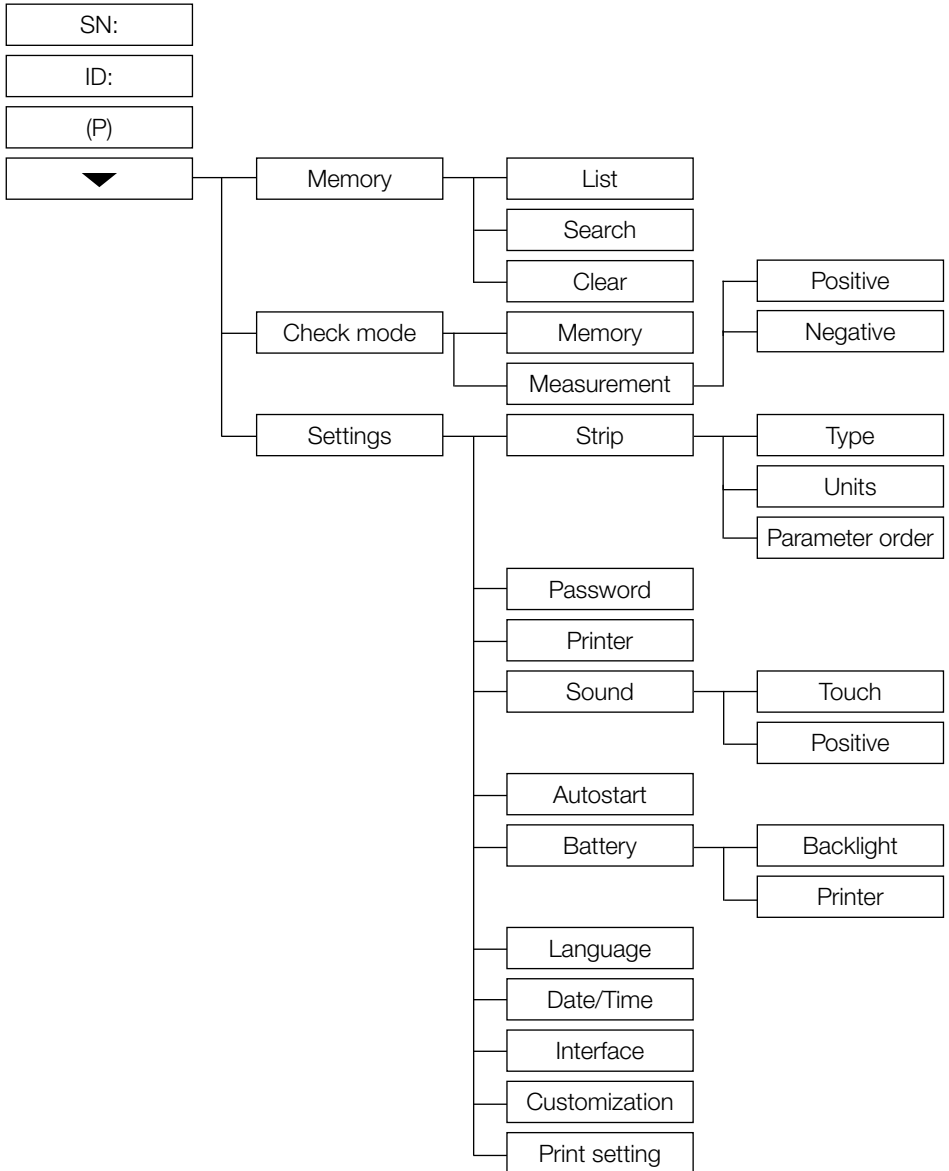 SN:
ID:
(P)
Memory
List
Search
Clear
Positive
Check mode
Memory
Negative
Measurement
Settings
Strip
Type
Units
Parameter order
Password
Printer
Sound
Touch
Positive
Autostart
Battery
Backlight
Printer
Language
Date/Time
Interface
Customization
Print setting